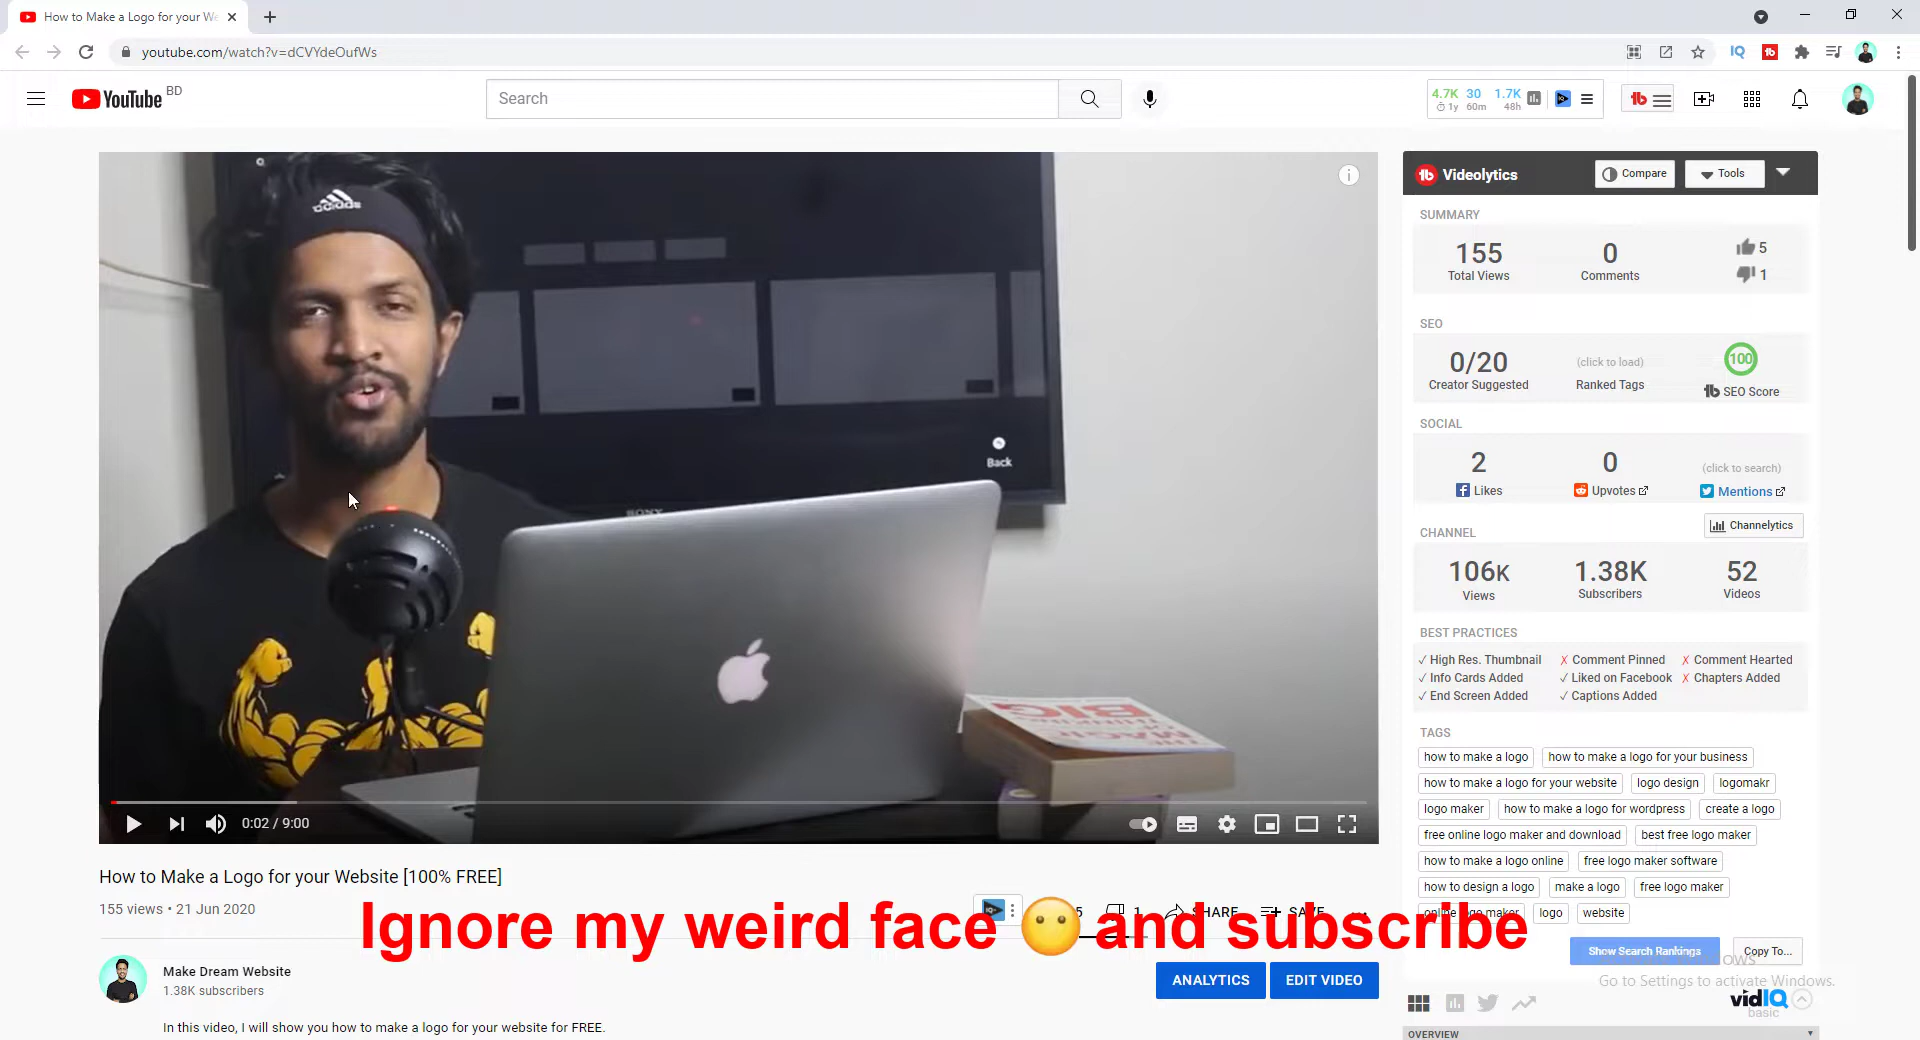 How to Make a Logo for your We
youtube.com/watch?v=dCVYdeOufWs
YouTube BD
Search
4.7K 30 1.7K
1y 60m 48h
adidas
Back
SONY
BIG
0:02 / 9:00
How to Make a Logo for your Website [100% FREE]
155 views • 21 Jun 2020
5 1 SHARE SAVE
Ignore my weird face 😶 and subscribe
Make Dream Website
1.38K subscribers
ANALYTICS EDIT VIDEO
In this video, I will show you how to make a logo for your website for FREE.
Videolytics Compare Tools
SUMMARY
155 0 5
Total Views Comments 1
SEO
0/20 (click to load) 100
Creator Suggested Ranked Tags tb SEO Score
SOCIAL
2 0 (click to search)
Likes Upvotes Mentions
CHANNEL Channelytics
106K 1.38K 52
Views Subscribers Videos
BEST PRACTICES
✓ High Res. Thumbnail ✗ Comment Pinned ✗ Comment Hearted
✓ Info Cards Added ✓ Liked on Facebook ✗ Chapters Added
✓ End Screen Added ✓ Captions Added
TAGS
how to make a logo how to make a logo for your business
how to make a logo for your website logo design logomakr
logo maker how to make a logo for wordpress create a logo
free online logo maker and download best free logo maker
how to make a logo online free logo maker software
how to design a logo make a logo free logo maker
online logo maker logo website
Show Search Rankings Copy To...
Go to Settings to activate Windows.
vidIQ
basic
OVERVIEW